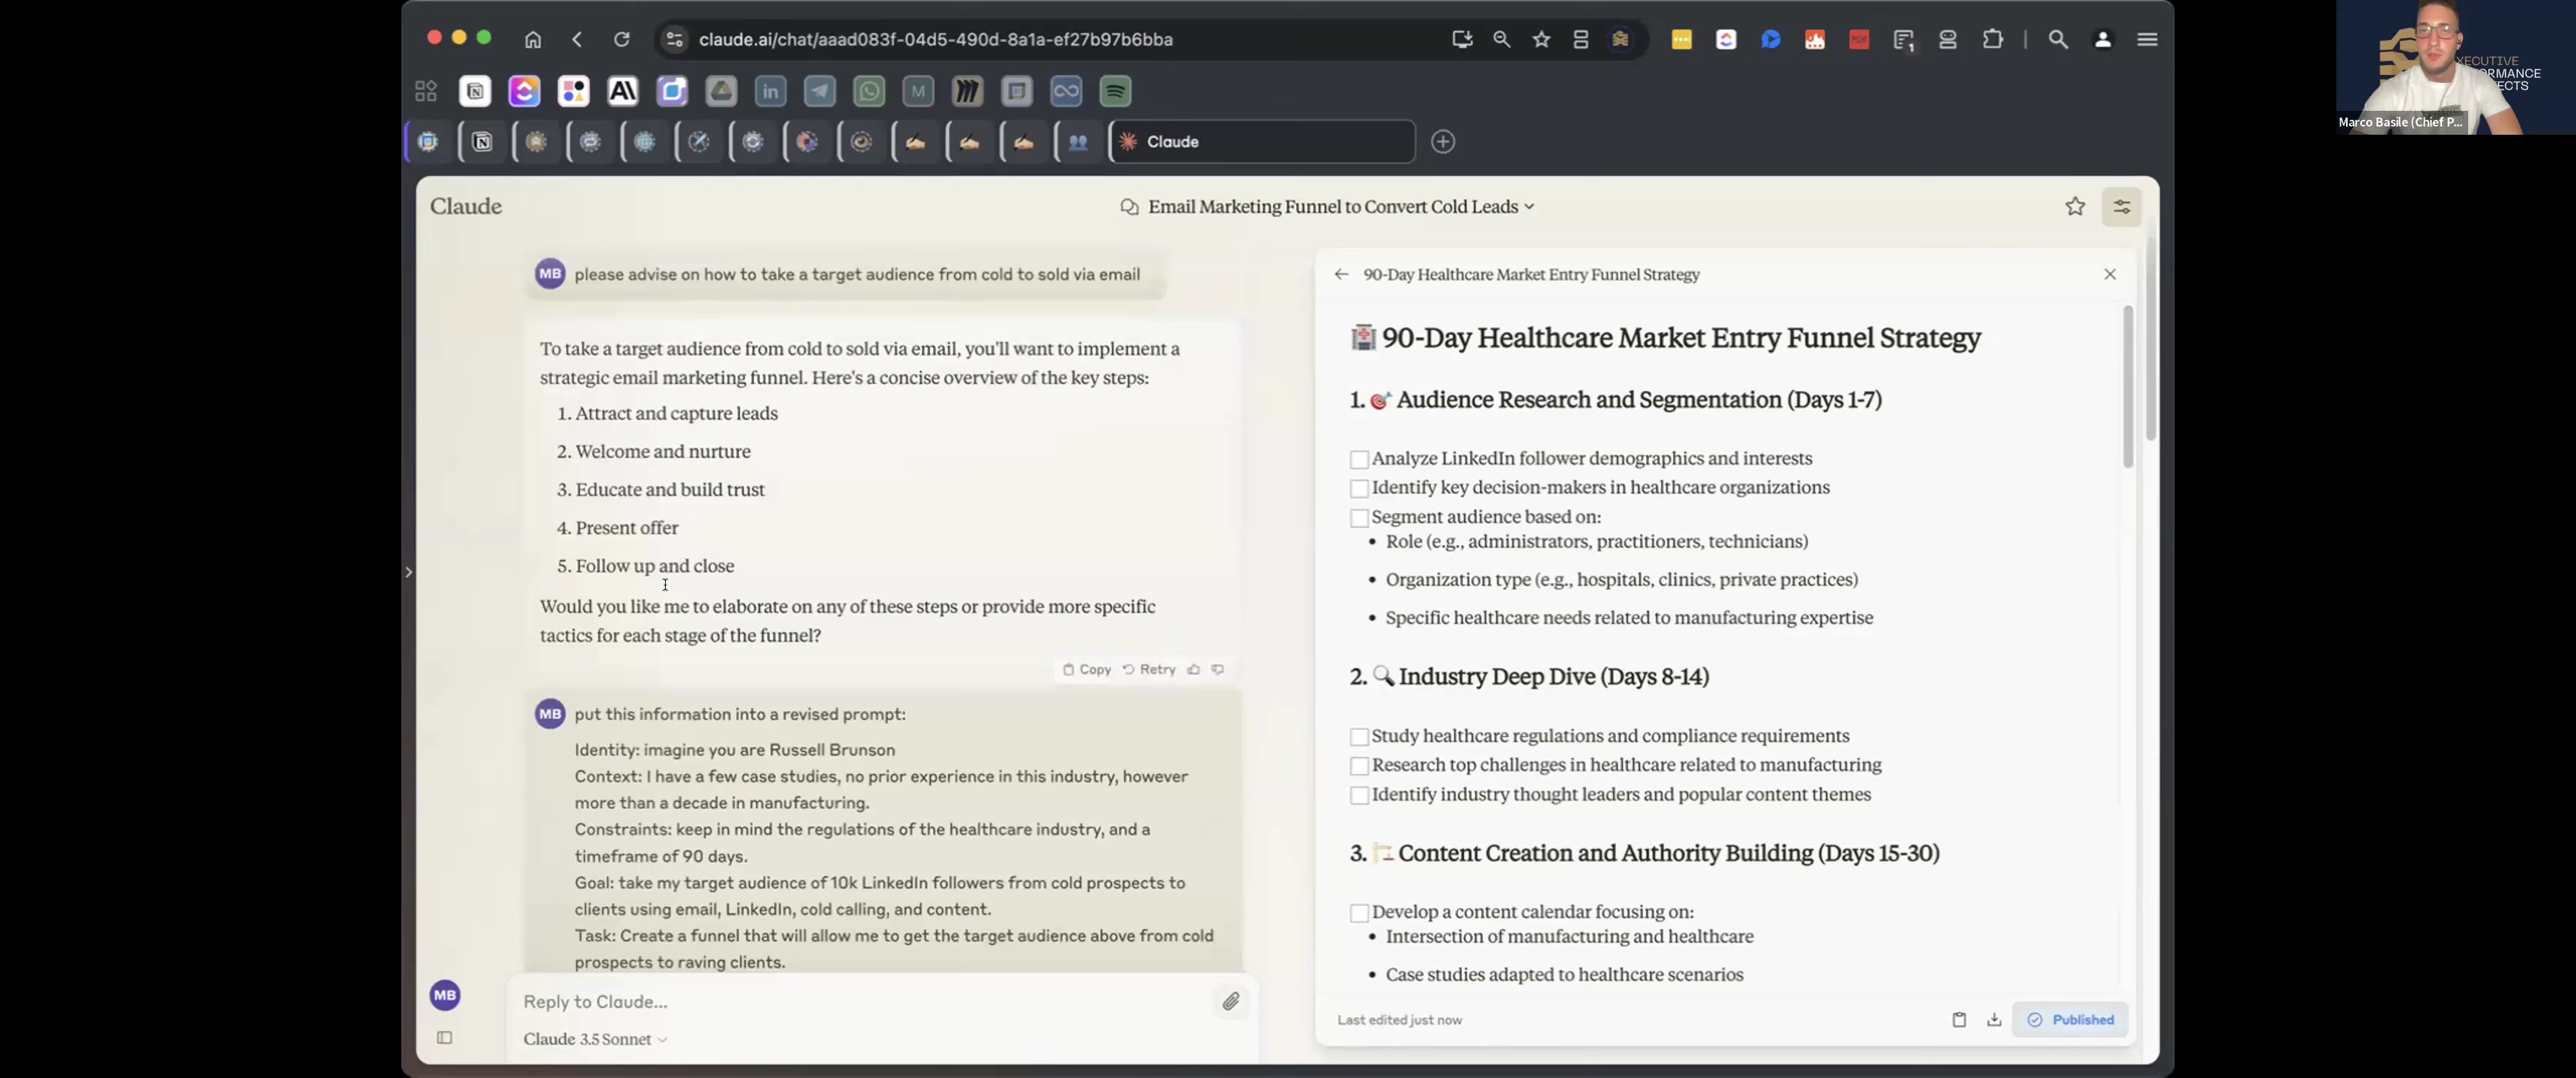 claude.ai/chat/aaad083f-04d5-490d-8a1a-ef27b97b6bba
Claude
Claude
Email Marketing Funnel to Convert Cold Leads
MB please advise on how to take a target audience from cold to sold via email
To take a target audience from cold to sold via email, you'll want to implement a
strategic email marketing funnel. Here's a concise overview of the key steps:
1. Attract and capture leads
2. Welcome and nurture
3. Educate and build trust
4. Present offer
5. Follow up and close
Would you like me to elaborate on any of these steps or provide more specific
tactics for each stage of the funnel?
Copy Retry
MB put this information into a revised prompt:
Identity: imagine you are Russell Brunson
Context: I have a few case studies, no prior experience in this industry, however
more than a decade in manufacturing.
Constraints: keep in mind the regulations of the healthcare industry, and a
timeframe of 90 days.
Goal: take my target audience of 10k LinkedIn followers from cold prospects to
clients using email, LinkedIn, cold calling, and content.
Task: Create a funnel that will allow me to get the target audience above from cold
prospects to raving clients.
MB
Reply to Claude...
Claude 3.5 Sonnet
90-Day Healthcare Market Entry Funnel Strategy
90-Day Healthcare Market Entry Funnel Strategy
1. Audience Research and Segmentation (Days 1-7)
Analyze LinkedIn follower demographics and interests
Identify key decision-makers in healthcare organizations
Segment audience based on:
• Role (e.g., administrators, practitioners, technicians)
• Organization type (e.g., hospitals, clinics, private practices)
• Specific healthcare needs related to manufacturing expertise
2. Industry Deep Dive (Days 8-14)
Study healthcare regulations and compliance requirements
Research top challenges in healthcare related to manufacturing
Identify industry thought leaders and popular content themes
3. Content Creation and Authority Building (Days 15-30)
Develop a content calendar focusing on:
• Intersection of manufacturing and healthcare
• Case studies adapted to healthcare scenarios
Last edited just now
Published
Marco Basile (Chief P...